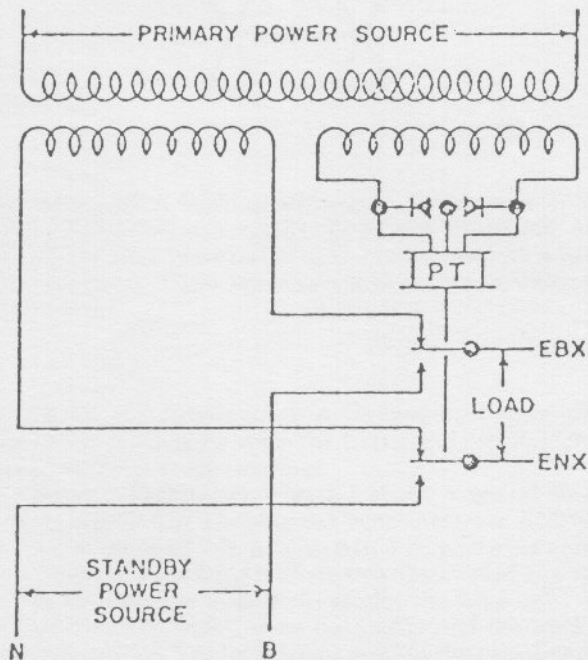 PRIMARY POWER SOURCE
PT
EBX
LOAD
ENX
STANDBY
POWER
SOURCE
N
B